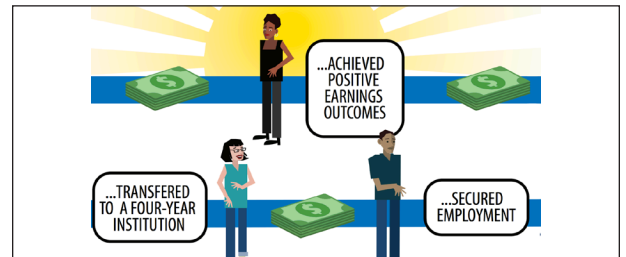 ...ACHIEVED
POSITIVE
EARNINGS
OUTCOMES
...TRANSFERED
TO A FOUR-YEAR
INSTITUTION
...SECURED
EMPLOYMENT